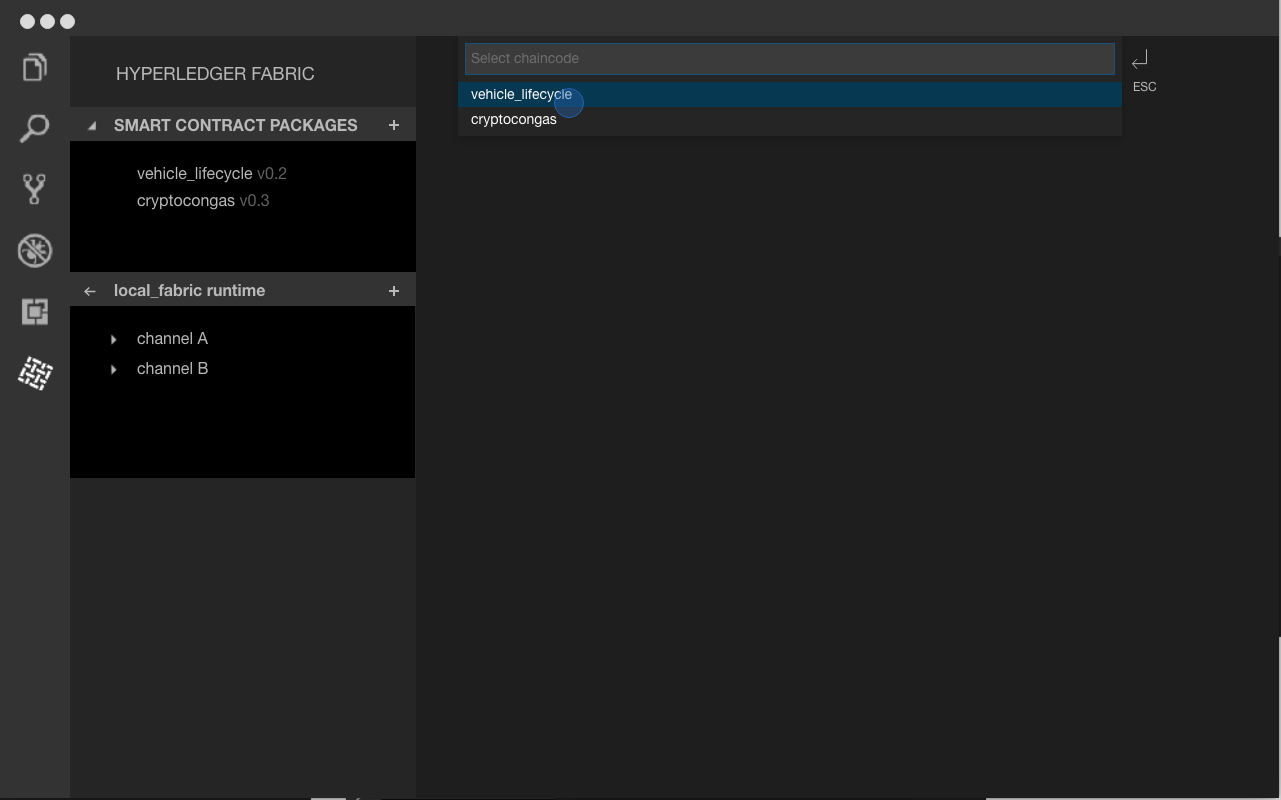 HYPERLEDGER FABRIC
SMART CONTRACT PACKAGES +
vehicle_lifecycle v0.2
cryptocongas v0.3
local_fabric runtime +
channel A
channel B
Select chaincode
vehicle_lifecycle
cryptocongas
ESC